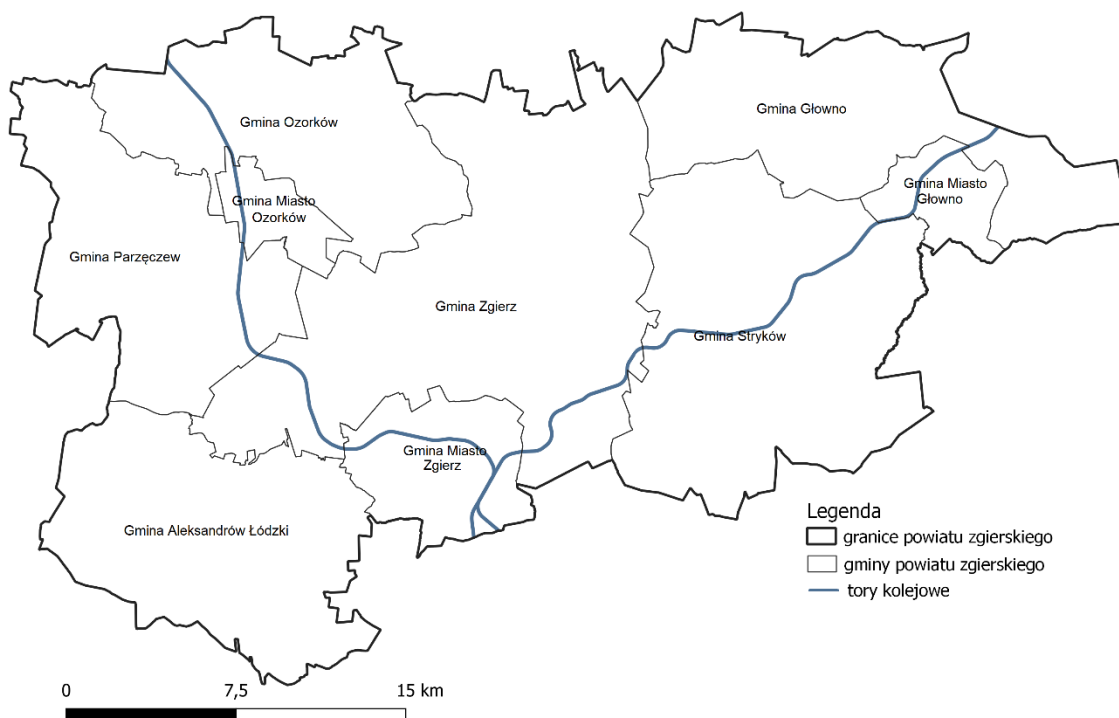 Gmina Głowno
Gmina Ozorków
Gmina Miasto
Głowno
Gmina Miasto
Ozorków
Gmina Parzęczew
Gmina Zgierz
Gmina Stryków
Gmina Miasto
Zgierz
Gmina Aleksandrów Łódzki
Legenda
granice powiatu zgierskiego
gminy powiatu zgierskiego
tory kolejowe
0 7,5 15 km